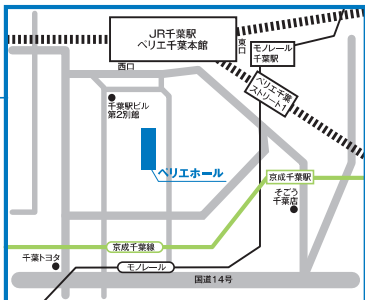 JR千葉駅
ペリエ千葉本館
東口
モノレール
千葉駅
西口
ペリエ千葉
ストリート1
千葉駅ビル
第2別館
ペリエホール
京成千葉駅
そごう
千葉店
京成千葉線
千葉トヨタ
モノレール
国道14号